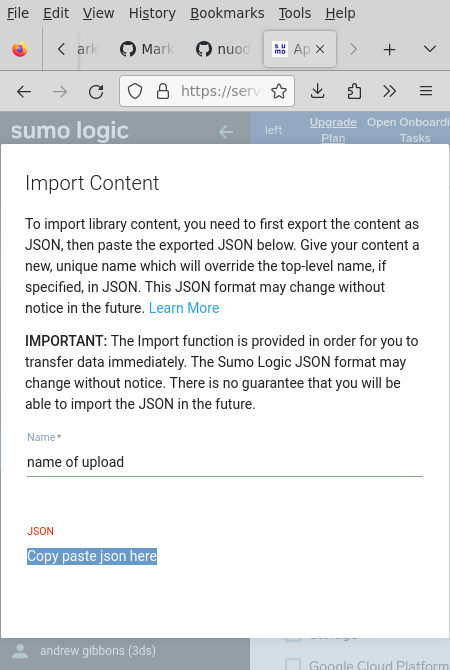 File Edit View History Bookmarks Tools Help
ark Mark nuod Ap
https://serv
sumo logic
left Upgrade Plan Open Onboardi Tasks
Import Content
To import library content, you need to first export the content as
JSON, then paste the exported JSON below. Give your content a
new, unique name which will override the top-level name, if
specified, in JSON. This JSON format may change without
notice in the future. Learn More
IMPORTANT: The Import function is provided in order for you to
transfer data immediately. The Sumo Logic JSON format may
change without notice. There is no guarantee that you will be
able to import the JSON in the future.
Name*
name of upload
JSON
Copy paste json here
Storage
andrew gibbons (3ds)
Google Cloud Platform